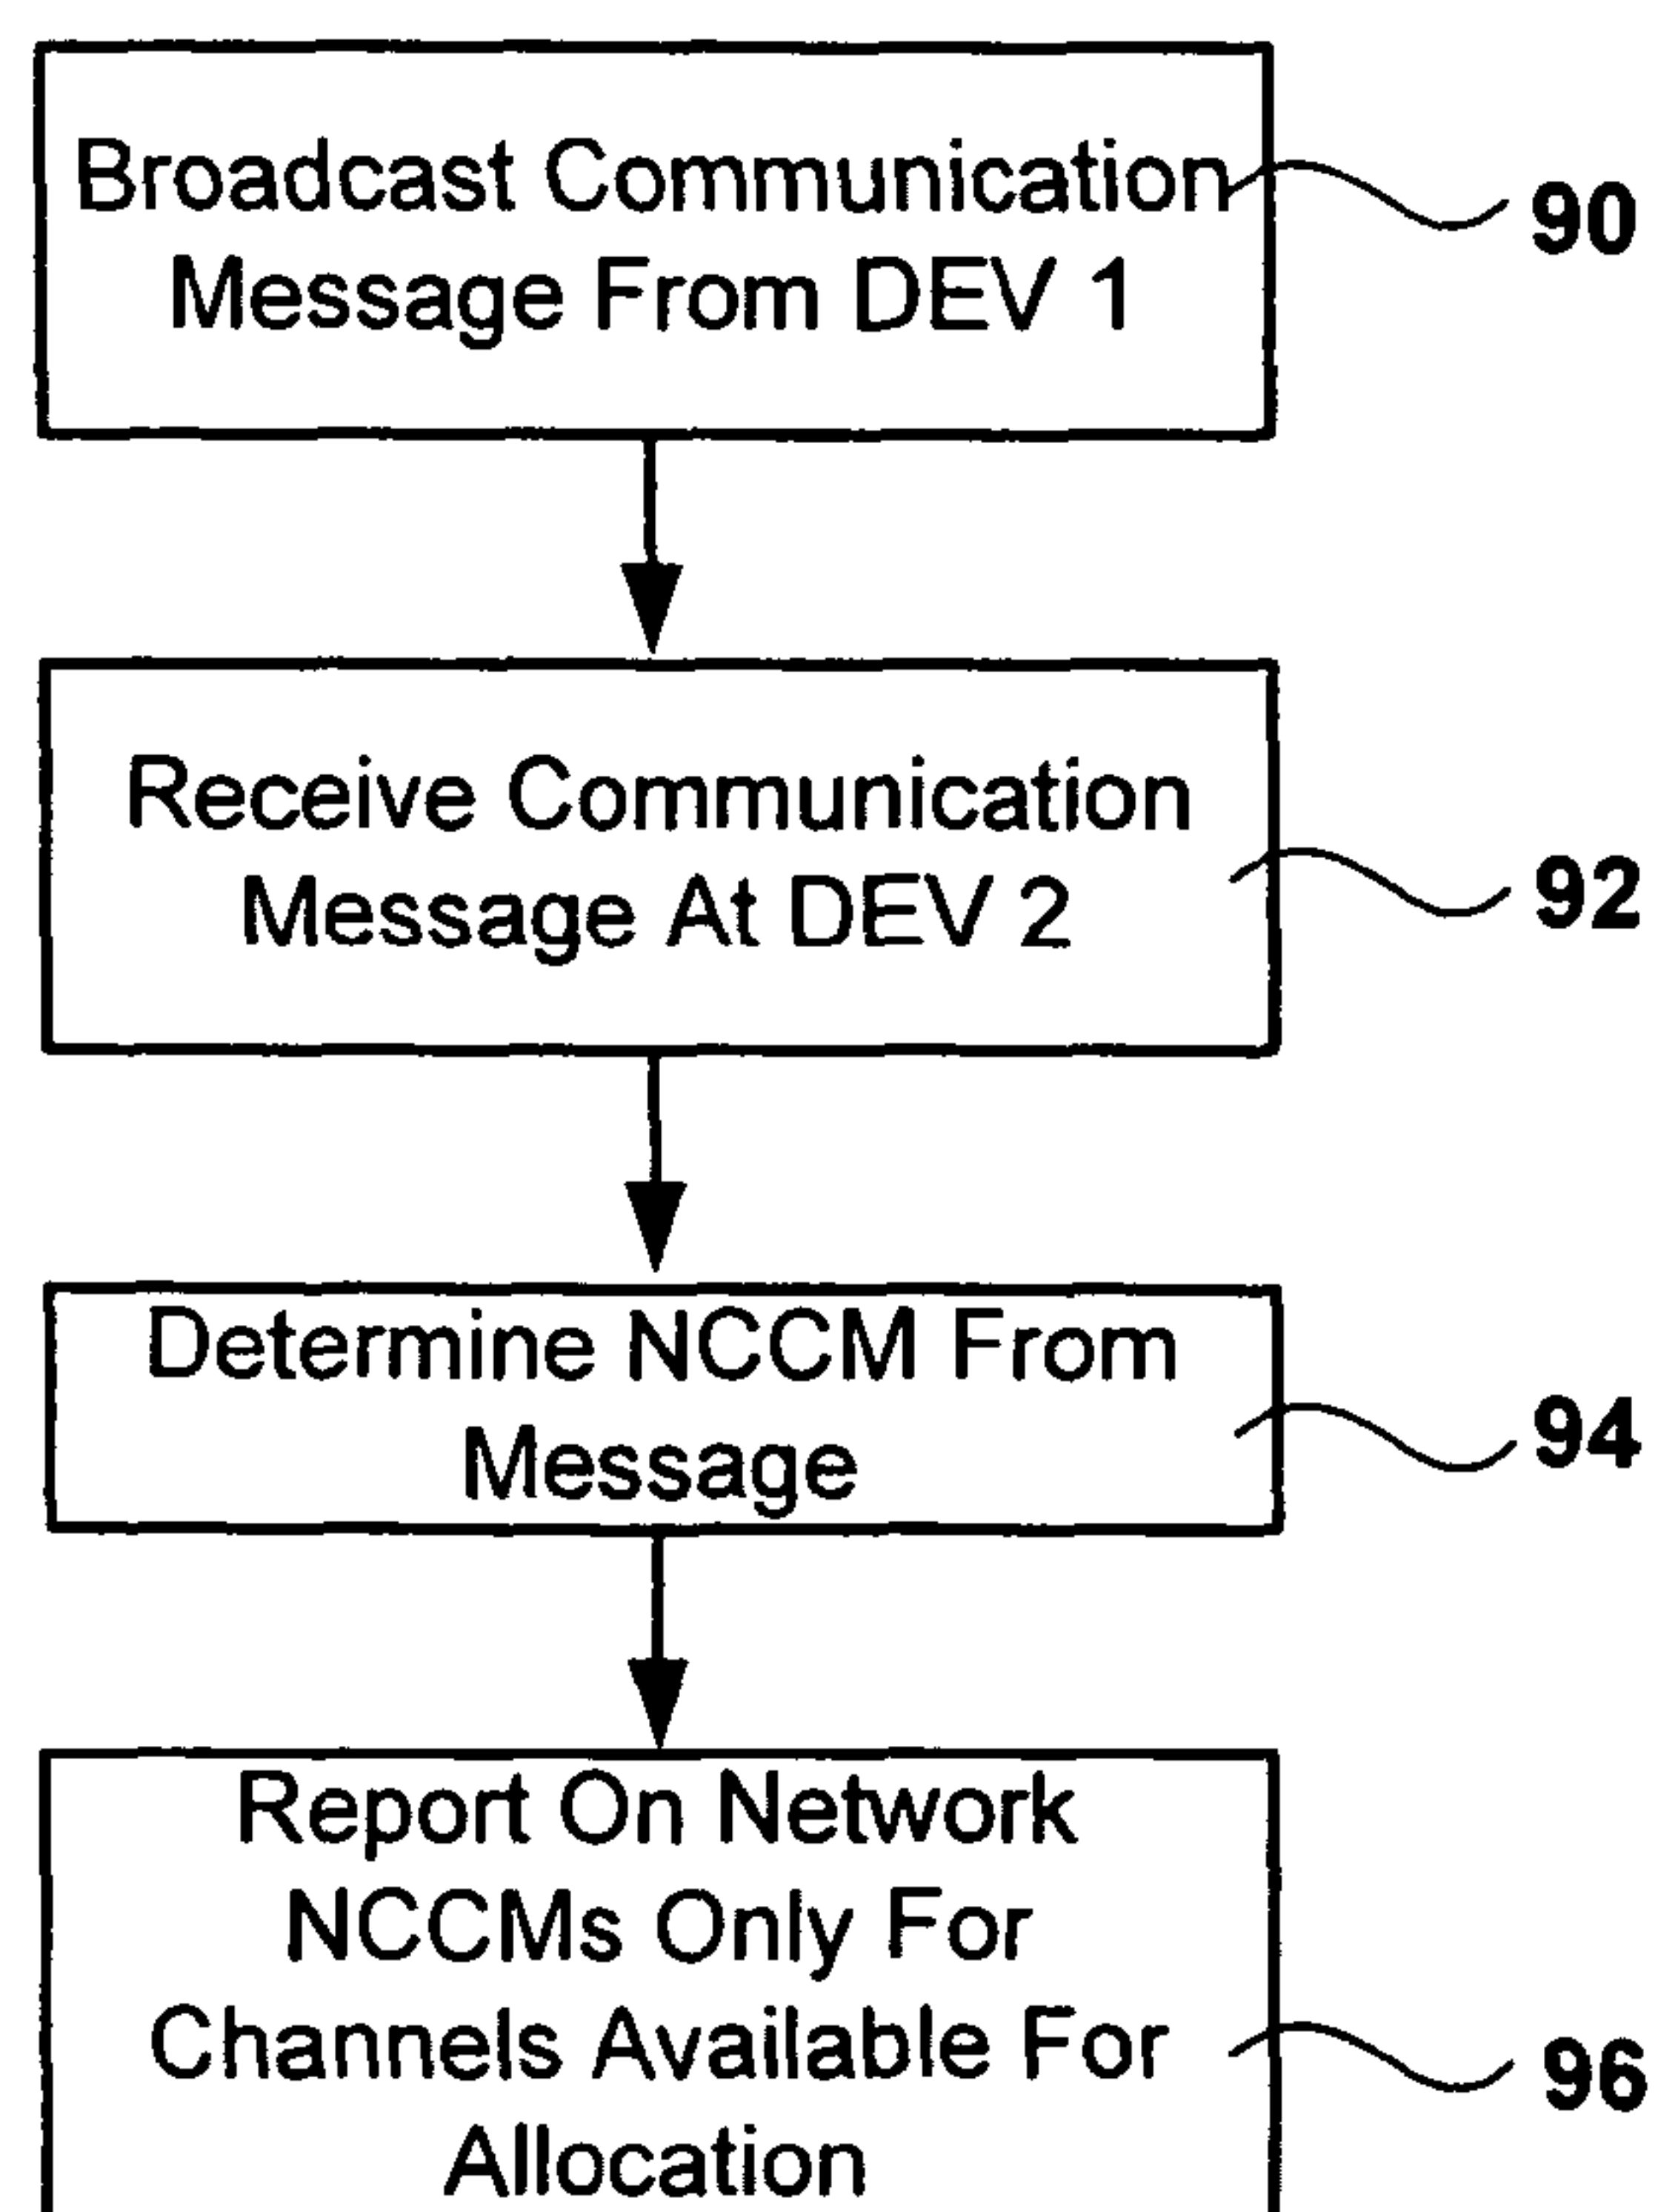 Broadcast Communication
Message From DEV 1
90
Receive Communication
Message At DEV 2
92
Determine NCCM From
Message
94
Report On Network
NCCMs Only For
Channels Available For
Allocation
96